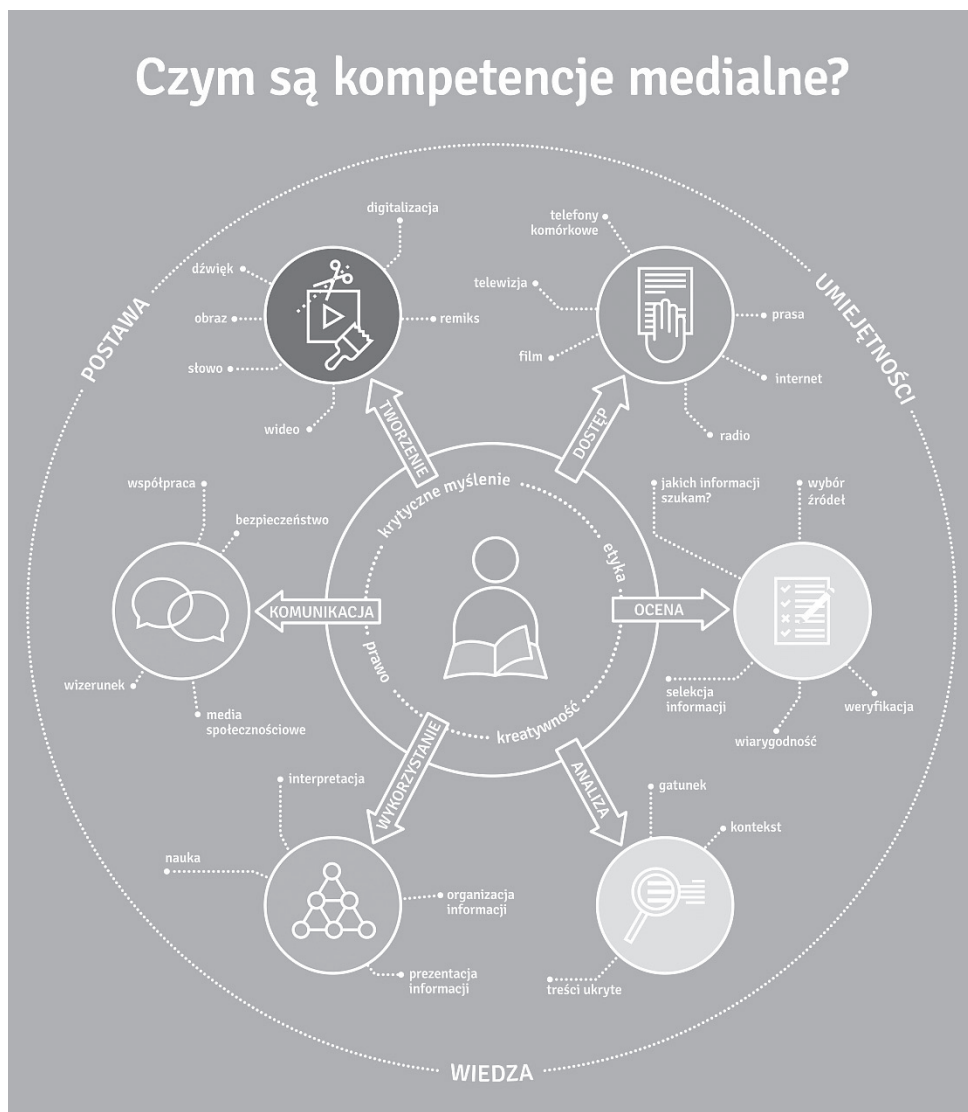 Czym są kompetencje medialne?
POSTAWA
UMIEJĘTNOŚCI
WIEDZA
digitalizacja
dźwięk
obraz
słowo
wideo
remiks
TWORZENIE
telefony
komórkowe
telewizja
film
prasa
internet
radio
DOSTĘP
współpraca
bezpieczeństwo
wizerunek
media
społecznościowe
KOMUNIKACJA
krytyczne myślenie
etyka
kreatywność
prawo
jakich informacji
szukam?
wybór
źródeł
selekcja
informacji
wiarygodność
weryfikacja
OCENA
interpretacja
nauka
organizacja
informacji
prezentacja
informacji
WYKORZYSTANIE
gatunek
kontekst
treści ukryte
ANALIZA